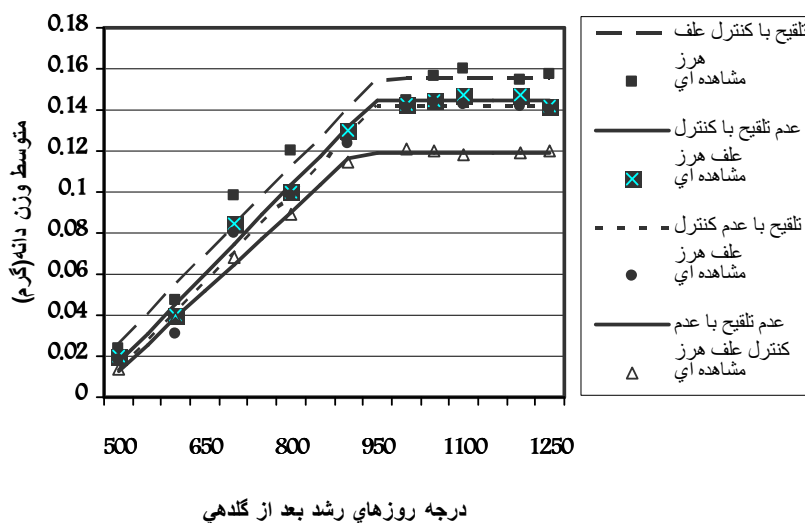 0.18
0.16
0.14
0.12
0.1
0.08
0.06
0.04
0.02
0
متوسط وزن دانه(گرم)
500 650 800 950 1100 1250
درجه روزهاي رشد بعد از گلدهي
تلقيح با کنترل علف
هرز
مشاهده اي
عدم تلقيح با کنترل
علف هرز
مشاهده اي
تلقيح با عدم کنترل
علف هرز
مشاهده اي
عدم تلقيح با عدم
کنترل علف هرز
مشاهده اي